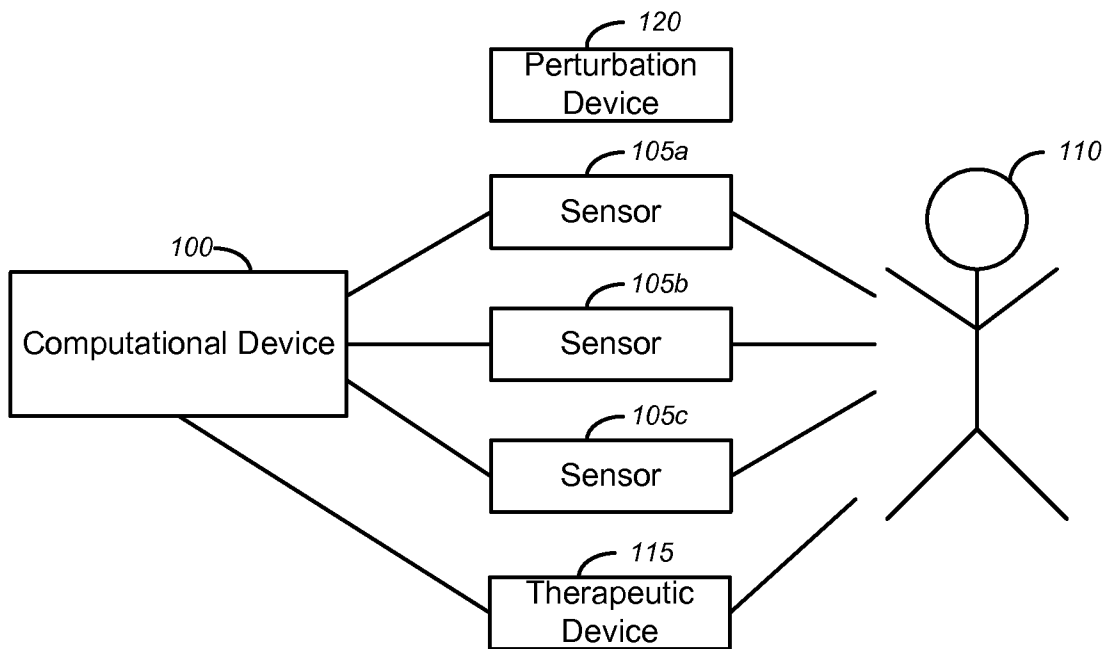 120
Perturbation
Device
105a
Sensor
110
100
Computational Device
105b
Sensor
105c
Sensor
115
Therapeutic
Device